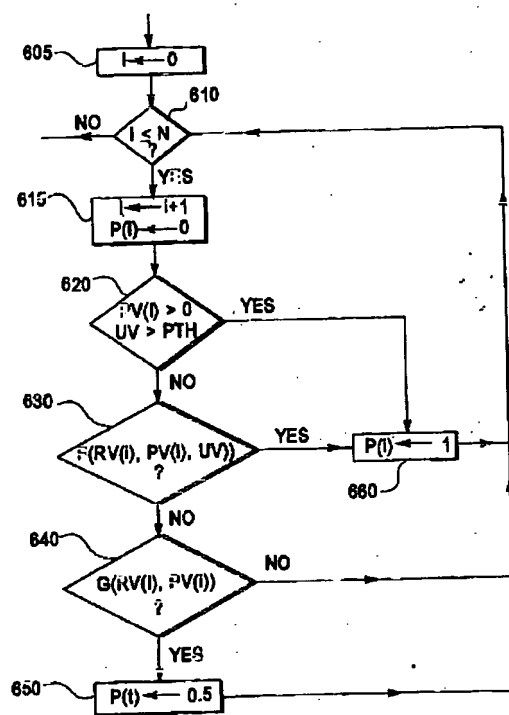 605
I ← 0
610
NO
I ≤ N
?
YES
615
I ← I+1
P(I) ← 0
620
PV(I) > 0
UV > PTH
YES
NO
630
F(RV(I), PV(I), UV))
?
YES
P(I) ← 1
660
NO
640
G(RV(I), PV(I))
?
NO
YES
650
P(t) ← 0.5